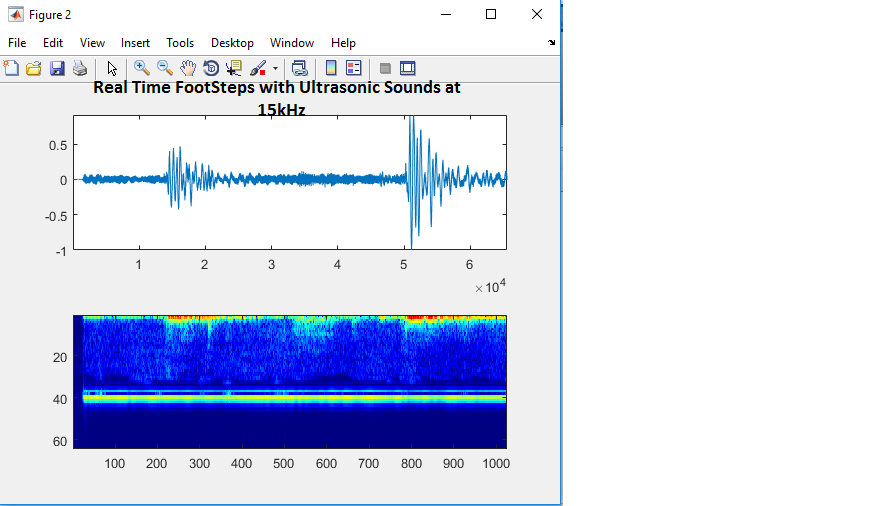 Figure 2
File Edit View Insert Tools Desktop Window Help
Real Time FootSteps with Ultrasonic Sounds at
15kHz
0.5
0
-0.5
-1
1 2 3 4 5 6
×10^4
20
40
60
100 200 300 400 500 600 700 800 900 1000